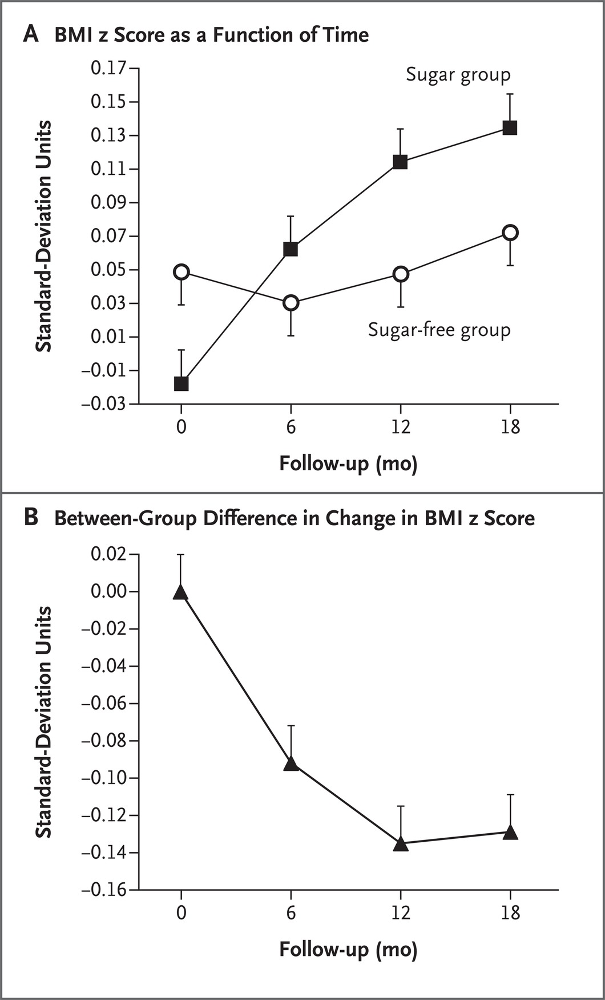 A BMI z Score as a Function of Time
Standard-Deviation Units
0.17
0.15
0.13
0.11
0.09
0.07
0.05
0.03
0.01
–0.01
–0.03
Sugar group
Sugar-free group
0 6 12 18
Follow-up (mo)
B Between-Group Difference in Change in BMI z Score
Standard-Deviation Units
0.02
0.00
–0.02
–0.04
–0.06
–0.08
–0.10
–0.12
–0.14
–0.16
0 6 12 18
Follow-up (mo)